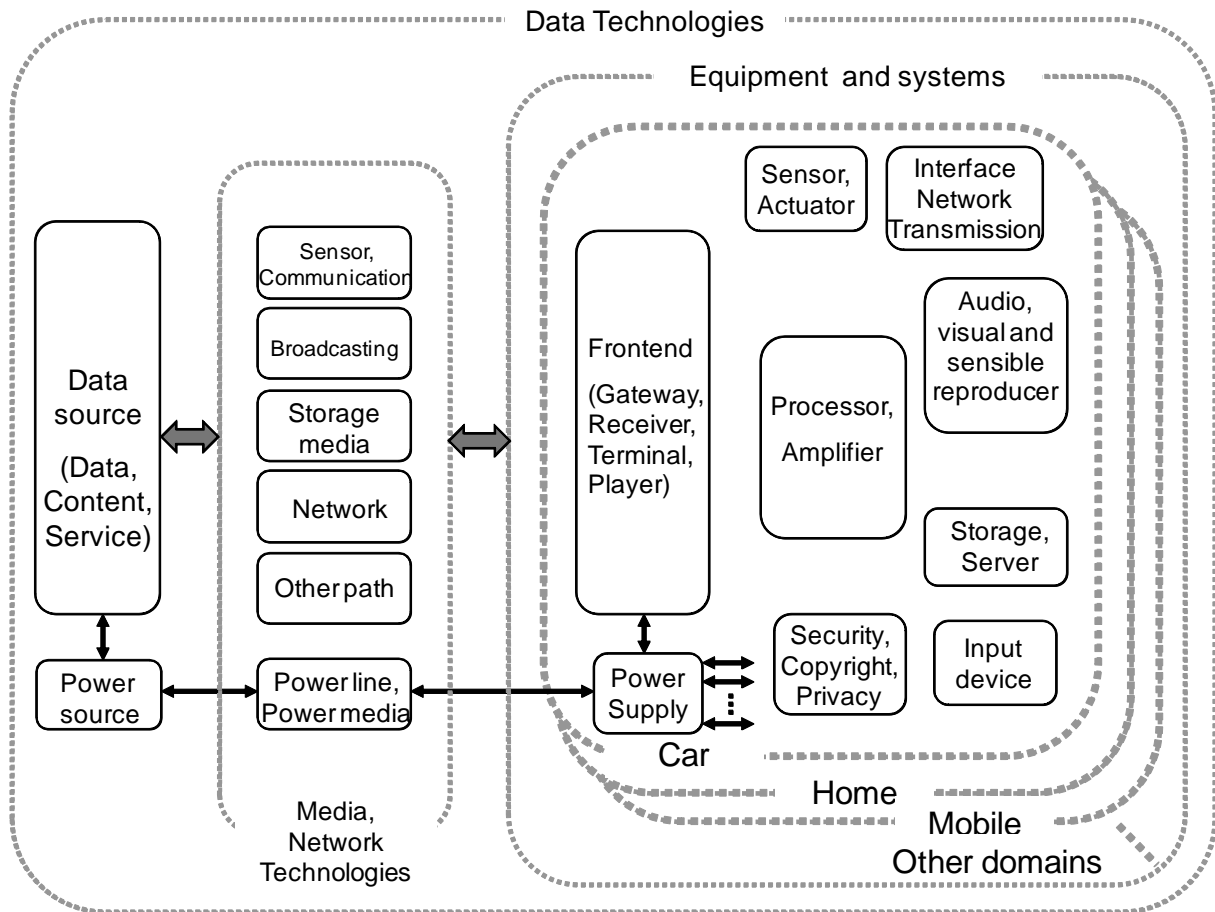 Data Technologies
Equipment and systems
Sensor,
Actuator
Interface
Network
Transmission
Sensor,
Communication
Broadcasting
Storage
media
Network
Other path
Power line,
Power media
Media,
Network
Technologies
Data
source
(Data,
Content,
Service)
Power
source
Frontend
(Gateway,
Receiver,
Terminal,
Player)
Power
Supply
Processor,
Amplifier
Audio,
visual and
sensible
reproducer
Storage,
Server
Security,
Copyright,
Privacy
Input
device
Car
Home
Mobile
Other domains